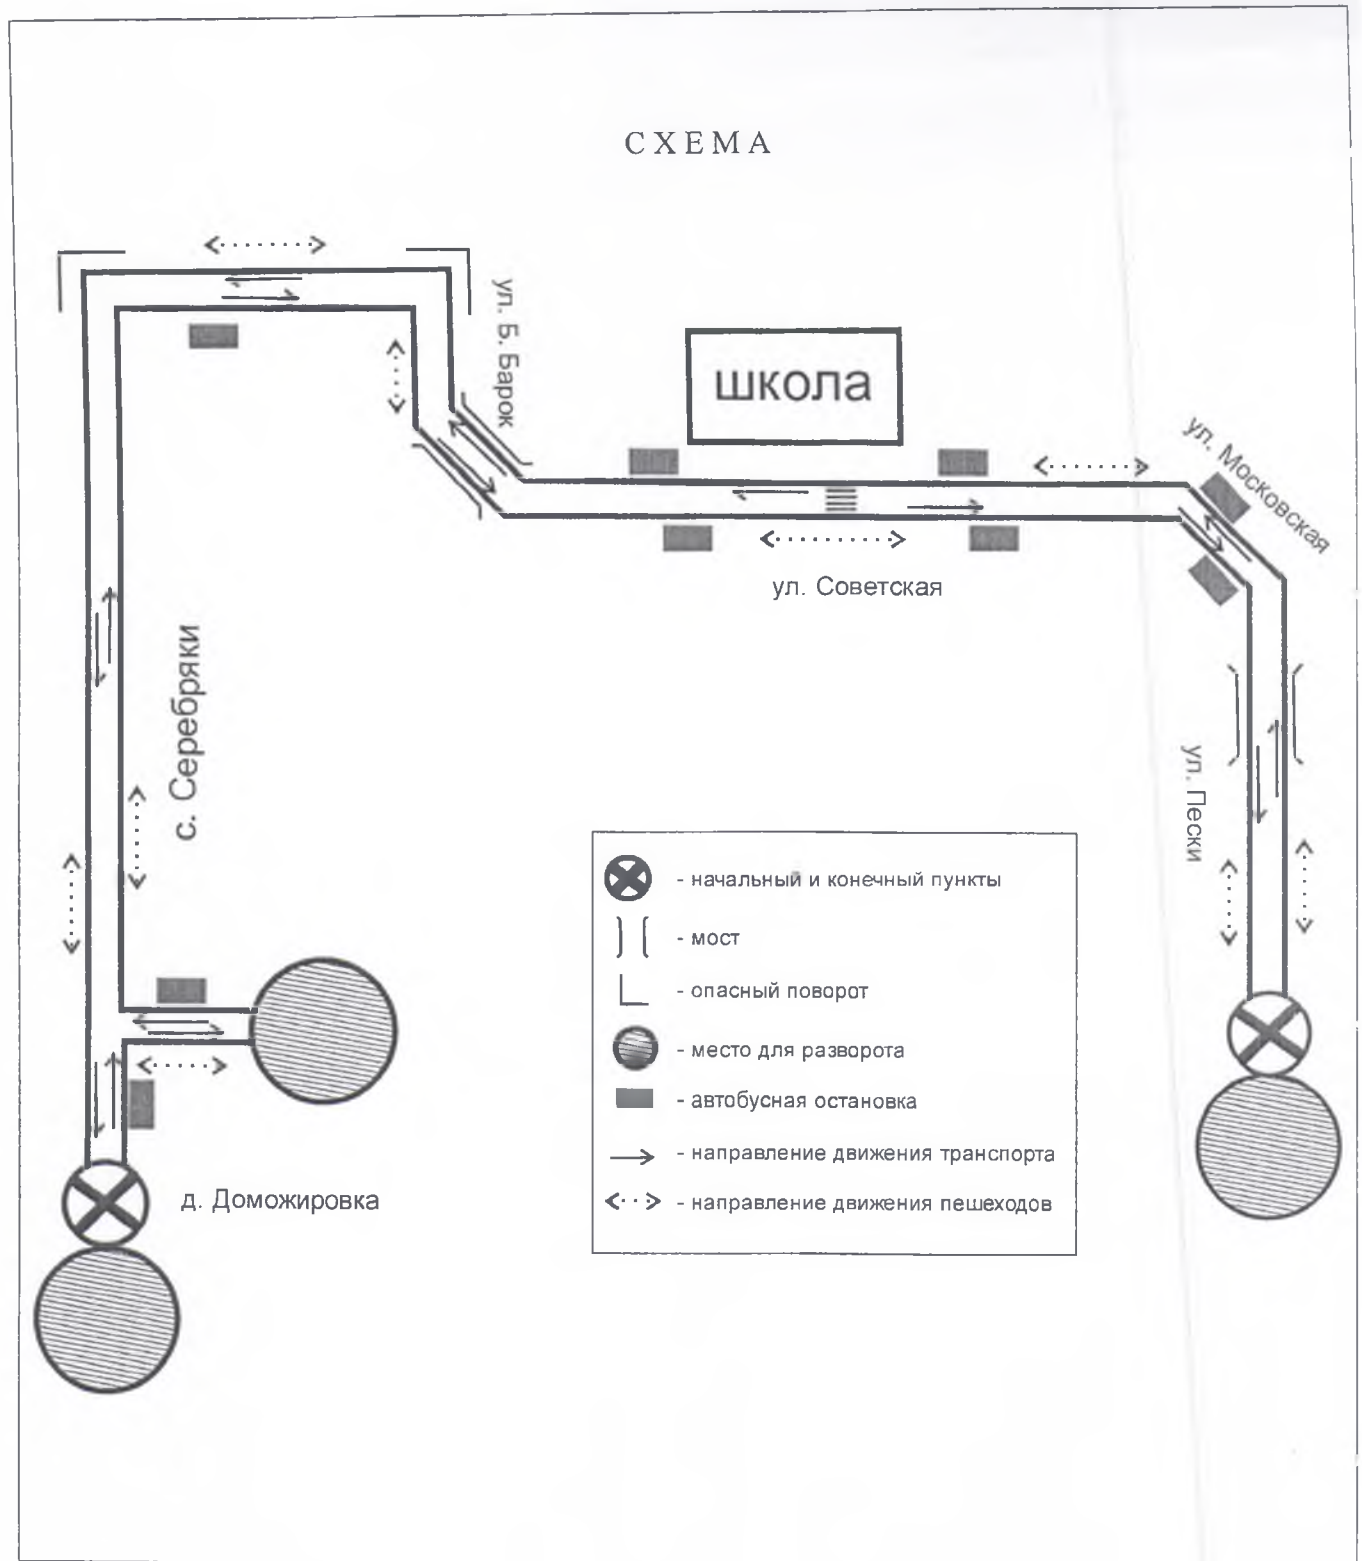 СХЕМА
ул. Б. Барок
школа
ул. Московская
ул. Советская
с. Серебряки
ул. Пески
- начальный и конечный пункты
- мост
- опасный поворот
- место для разворота
- автобусная остановка
- направление движения транспорта
- направление движения пешеходов
д. Доможировка